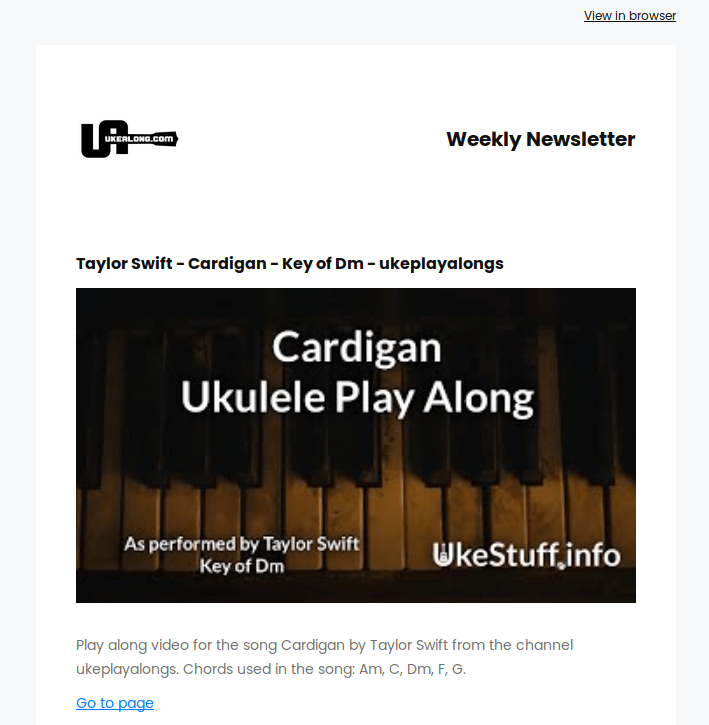 View in browser
UKEALONG.COM
Weekly Newsletter
Taylor Swift - Cardigan - Key of Dm - ukeplayalongs
Cardigan
Ukulele Play Along
As performed by Taylor Swift
Key of Dm
UkeStuff.info
Play along video for the song Cardigan by Taylor Swift from the channel
ukeplayalongs. Chords used in the song: Am, C, Dm, F, G.
Go to page